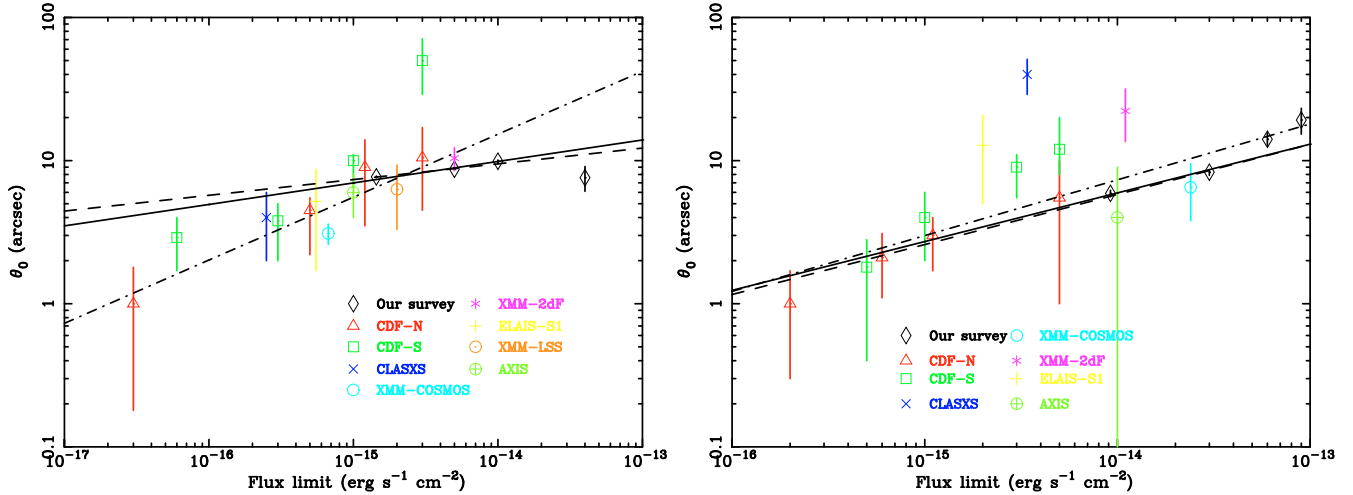 100
10
1
0.1
θ0 (arcsec)
Our survey
CDF-N
CDF-S
CLASXS
XMM-COSMOS
XMM-2dF
ELAIS-S1
XMM-LSS
AXIS
10−17
10−16
10−15
10−14
10−13
Flux limit (erg s−1 cm−2)
100
10
1
0.1
θ0 (arcsec)
Our survey
CDF-N
CDF-S
CLASXS
XMM-COSMOS
XMM-2dF
ELAIS-S1
AXIS
10−16
10−15
10−14
10−13
Flux limit (erg s−1 cm−2)